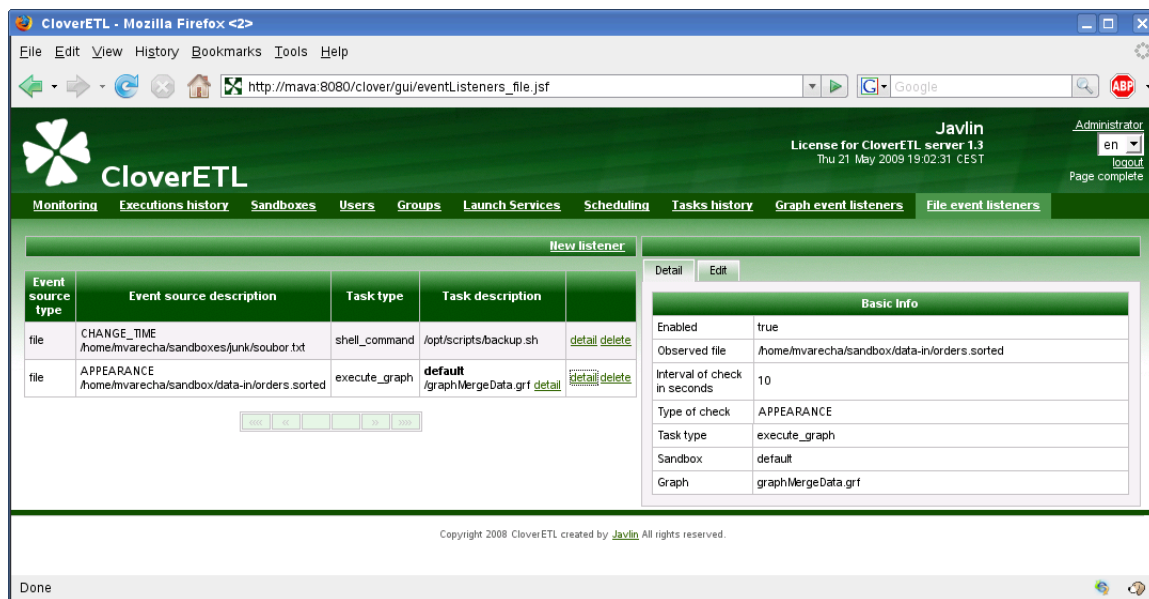 CloverETL - Mozilla Firefox <2>
File Edit View History Bookmarks Tools Help
http://mava:8080/clover/gui/eventListeners_file.jsf
G Google
ABP
CloverETL
Javlin
License for CloverETL server 1.3
Thu 21 May 2009 19:02:31 CEST
Administrator
en
logout
Page complete
Monitoring Executions history Sandboxes Users Groups Launch Services Scheduling Tasks history Graph event listeners File event listeners
New listener
Event source type Event source description Task type Task description
file CHANGE_TIME /home/mvarecha/sandboxes/junk/soubor.txt shell_command /opt/scripts/backup.sh detail delete
file APPEARANCE /home/mvarecha/sandbox/data-in/orders.sorted execute_graph default /graphMergeData.grf detail detail delete
Detail Edit
Basic Info
Enabled true
Observed file /home/mvarecha/sandbox/data-in/orders.sorted
Interval of check in seconds 10
Type of check APPEARANCE
Task type execute_graph
Sandbox default
Graph graphMergeData.grf
Copyright 2008 CloverETL created by Javlin All rights reserved.
Done